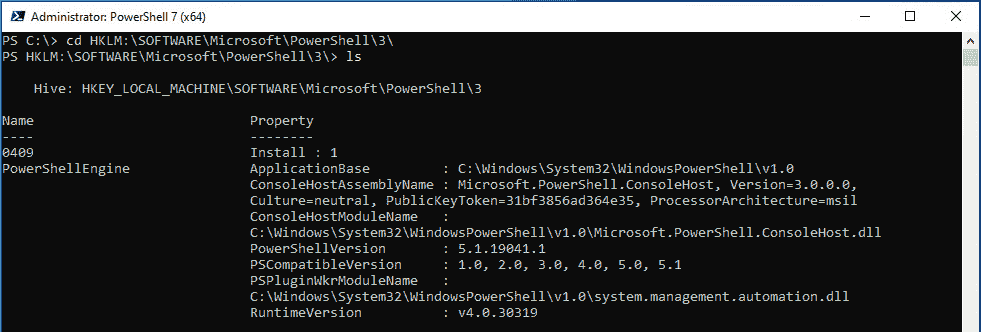 Administrator: PowerShell 7 (x64)
PS C:\> cd HKLM:\SOFTWARE\Microsoft\PowerShell\3\
PS HKLM:\SOFTWARE\Microsoft\PowerShell\3\> ls
    Hive: HKEY_LOCAL_MACHINE\SOFTWARE\Microsoft\PowerShell\3
Name                           Property
----                           --------
0409                           Install : 1
PowerShellEngine               ApplicationBase         : C:\Windows\System32\WindowsPowerShell\v1.0
                               ConsoleHostAssemblyName : Microsoft.PowerShell.ConsoleHost, Version=3.0.0.0,
                               Culture=neutral, PublicKeyToken=31bf3856ad364e35, ProcessorArchitecture=msil
                               ConsoleHostModuleName   :
                               C:\Windows\System32\WindowsPowerShell\v1.0\Microsoft.PowerShell.ConsoleHost.dll
                               PowerShellVersion       : 5.1.19041.1
                               PSCompatibleVersion     : 1.0, 2.0, 3.0, 4.0, 5.0, 5.1
                               PSPluginWkrModuleName   :
                               C:\Windows\System32\WindowsPowerShell\v1.0\system.management.automation.dll
                               RuntimeVersion          : v4.0.30319